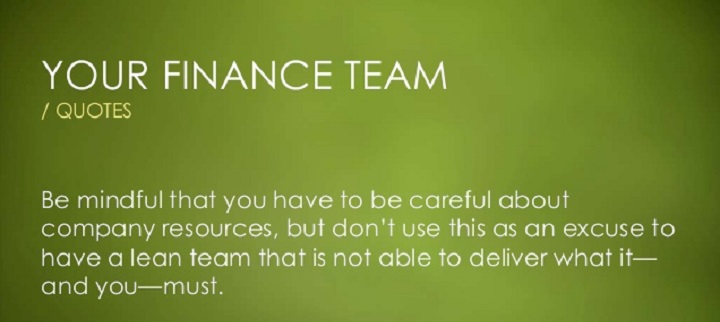 YOUR FINANCE TEAM
/ QUOTES
Be mindful that you have to be careful about
company resources, but don't use this as an excuse to
have a lean team that is not able to deliver what it—
and you—must.